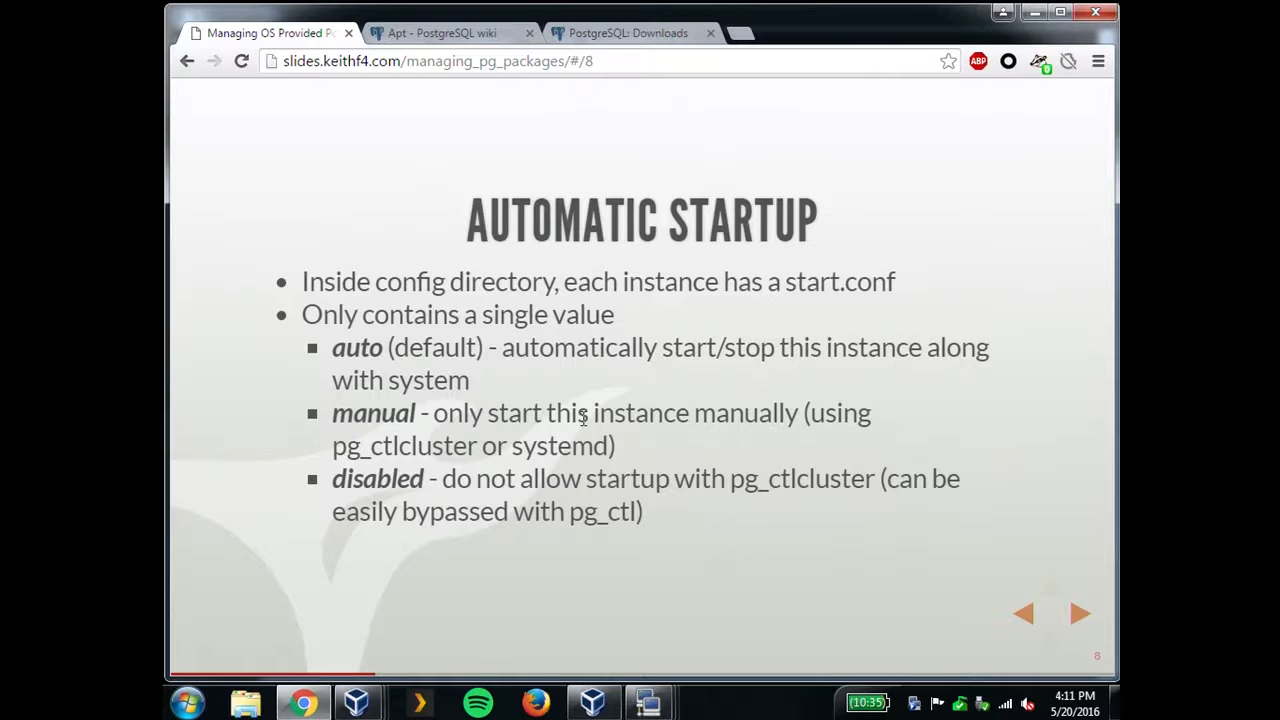 Managing OS Provided Po
Apt - PostgreSQL wiki
PostgreSQL: Downloads
slides.keithf4.com/managing_pg_packages/#/8
ABP
0
AUTOMATIC STARTUP
Inside config directory, each instance has a start.conf
Only contains a single value
auto (default) - automatically start/stop this instance along
with system
manual - only start this instance manually (using
pg_ctlcluster or systemd)
disabled - do not allow startup with pg_ctlcluster (can be
easily bypassed with pg_ctl)
8
(10:35)
4:11 PM
5/20/2016